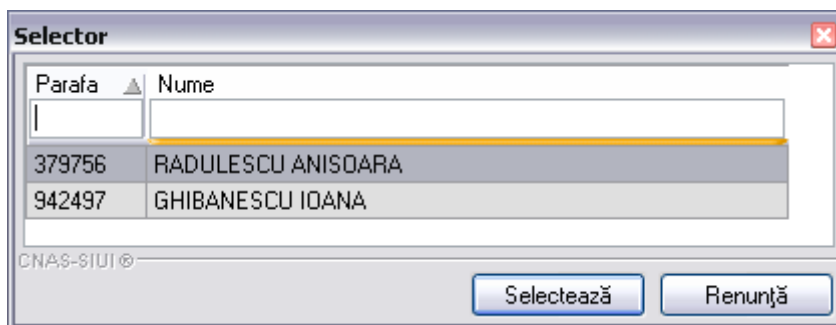 Selector
Parafa Nume
379756 RADULESCU ANISOARA
942497 GHIBANESCU IOANA
CNAS-SIUI ®
Selectează Renunţă